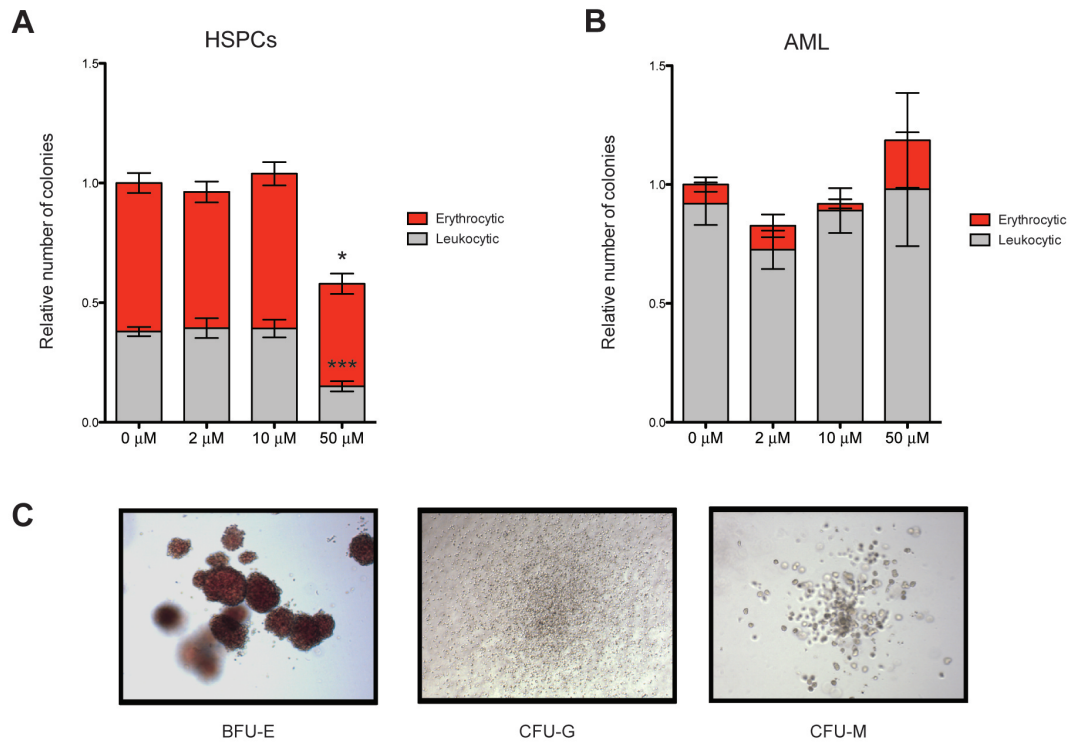 A
HSPCs
Relative number of colonies
1.5
1.0
0.5
0.0
*
***
0 µM
2 µM
10 µM
50 µM
Erythrocytic
Leukocytic
B
AML
Relative number of colonies
1.5
1.0
0.5
0.0
0 µM
2 µM
10 µM
50 µM
Erythrocytic
Leukocytic
C
BFU-E
CFU-G
CFU-M